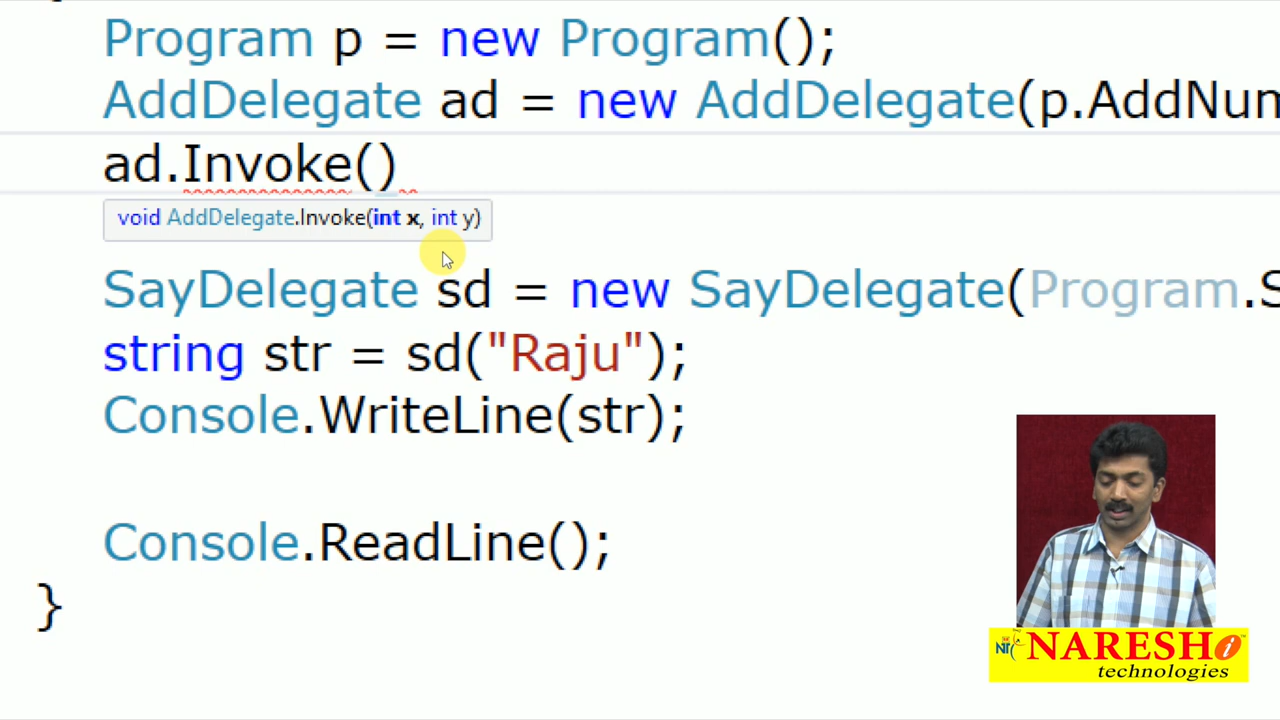 Program p = new Program();
AddDelegate ad = new AddDelegate(p.AddNum
ad.Invoke()
void AddDelegate.Invoke(int x, int y)
SayDelegate sd = new SayDelegate(Program.S
string str = sd("Raju");
Console.WriteLine(str);
Console.ReadLine();
}
NT
NARESH i
technologies